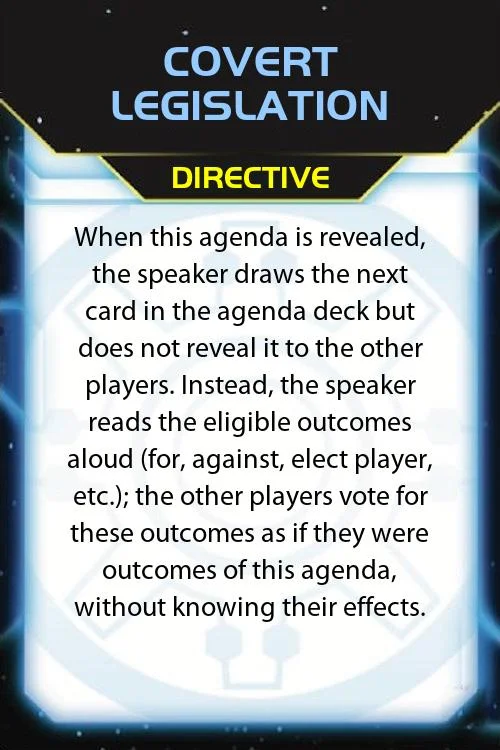 COVERT
LEGISLATION
DIRECTIVE
When this agenda is revealed,
the speaker draws the next
card in the agenda deck but
does not reveal it to the other
players. Instead, the speaker
reads the eligible outcomes
aloud (for, against, elect player,
etc.); the other players vote for
these outcomes as if they were
outcomes of this agenda,
without knowing their effects.